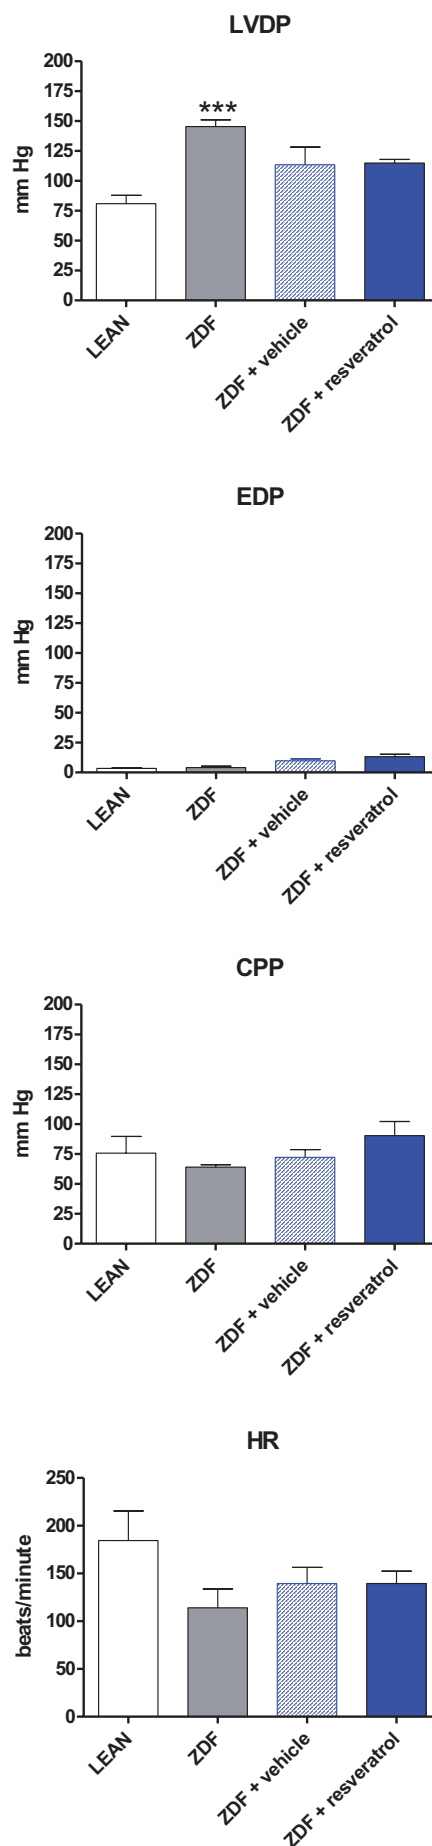 LVDP
200
175
150
125
100
75
50
25
0
mm Hg
***
LEAN
ZDF
ZDF + vehicle
ZDF + resveratrol
EDP
200
175
150
125
100
75
50
25
0
mm Hg
LEAN
ZDF
ZDF + vehicle
ZDF + resveratrol
CPP
200
175
150
125
100
75
50
25
0
mm Hg
LEAN
ZDF
ZDF + vehicle
ZDF + resveratrol
HR
250
200
150
100
50
0
beats/minute
LEAN
ZDF
ZDF + vehicle
ZDF + resveratrol